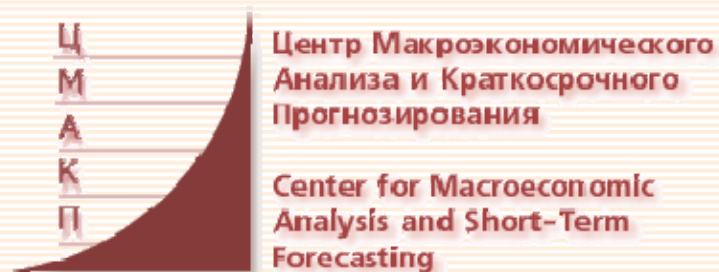 Ц
М
А
К
П
Центр Макроэкономического
Анализа и Краткосрочного
Прогнозирования
Center for Macroeconomic
Analysis and Short-Term
Forecasting